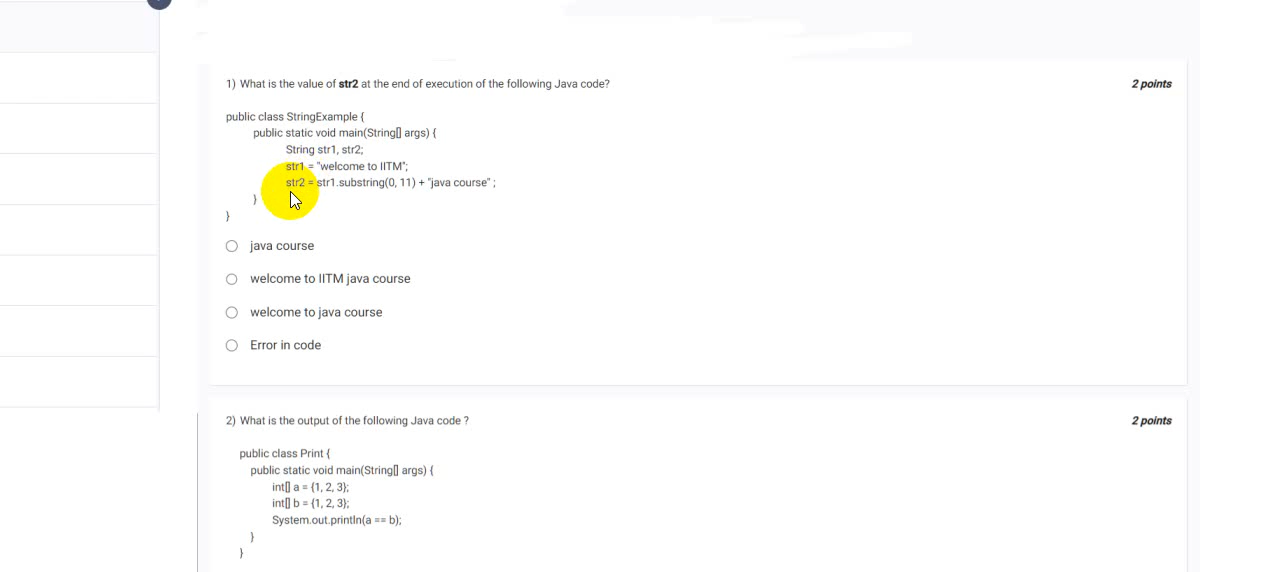 1) What is the value of str2 at the end of execution of the following Java code?
2 points
public class StringExample {
public static void main(String[] args) {
String str1, str2;
str1 = "welcome to IITM";
str2 = str1.substring(0, 11) + "java course" ;
}
}
java course
welcome to IITM java course
welcome to java course
Error in code
2) What is the output of the following Java code ?
2 points
public class Print {
public static void main(String[] args) {
int[] a = {1, 2, 3};
int[] b = {1, 2, 3};
System.out.println(a == b);
}
}